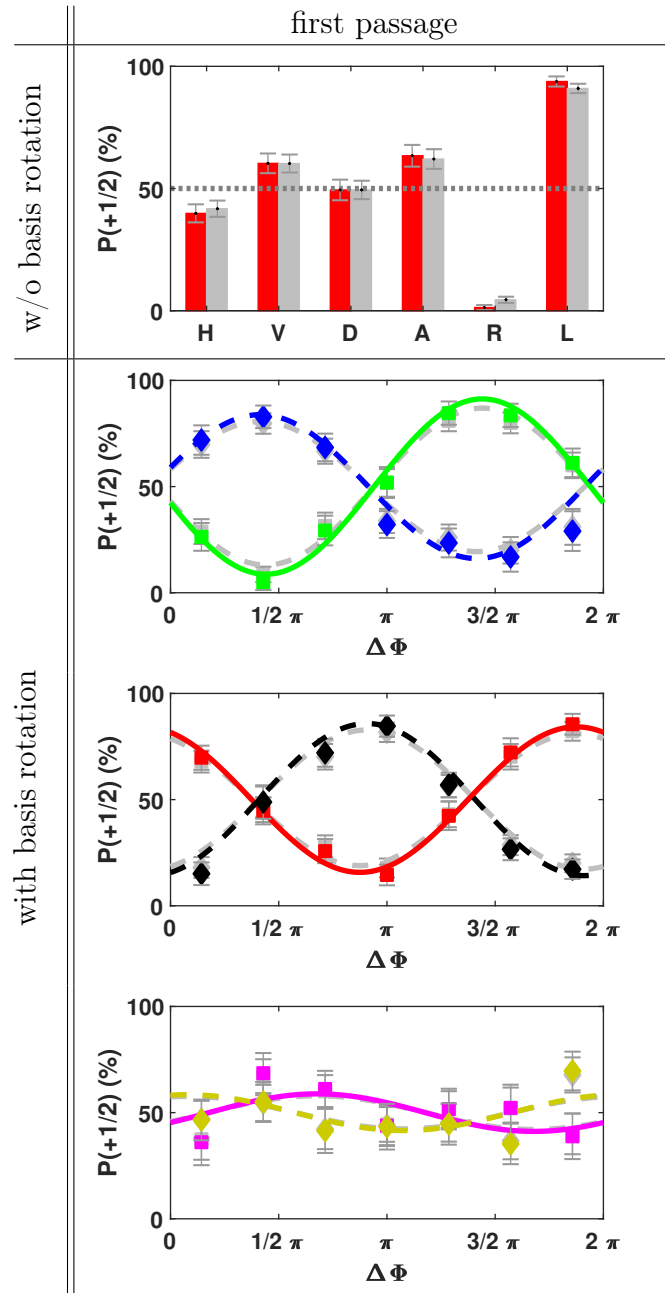 first passage
w/o basis rotation
P(+1/2) (%)
100
50
0
H V D A R L
with basis rotation
P(+1/2) (%)
100
50
0
0 1/2 π π 3/2 π 2 π
ΔΦ
P(+1/2) (%)
100
50
0
0 1/2 π π 3/2 π 2 π
ΔΦ
P(+1/2) (%)
100
50
0
0 1/2 π π 3/2 π 2 π
ΔΦ